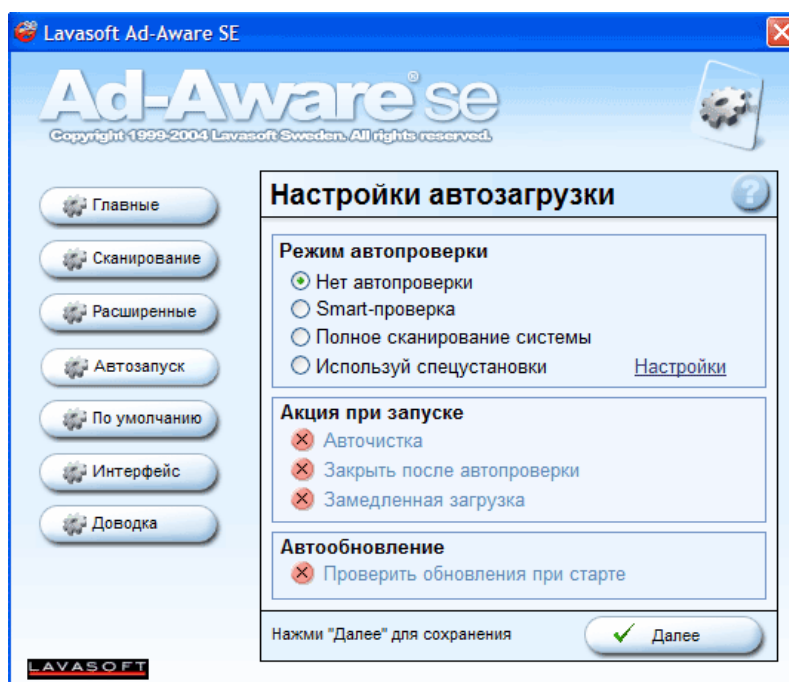 Lavasoft Ad-Aware SE
Ad-Aware® se
Copyright 1999-2004 Lavasoft Sweden. All rights reserved.
Главные
Сканирование
Расширенные
Автозапуск
По умолчанию
Интерфейс
Доводка
Настройки автозагрузки
?
Режим автопроверки
Нет автопроверки
Smart-проверка
Полное сканирование системы
Используй спецустановки Настройки
Акция при запуске
Авточистка
Закрыть после автопроверки
Замедленная загрузка
Автообновление
Проверить обновления при старте
Нажми "Далее" для сохранения
Далее
LAVASOFT